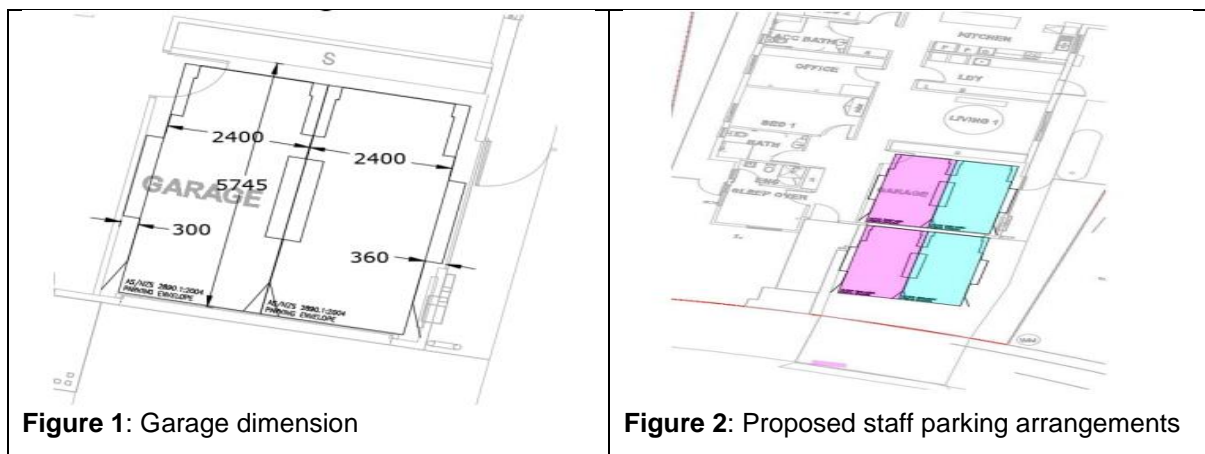 S
2400
2400
5745
GARAGE
300
360
AS/NZS 2890.1:2004
PARKING ENVELOPE
AS/NZS 2890.1:2004
PARKING ENVELOPE
Figure 1: Garage dimension
KITCHEN
ACC BATH
OFFICE
LDY
BED 1
LIVING 1
BATH
ENS
SLEEP OVER
GARAGE
Figure 2: Proposed staff parking arrangements